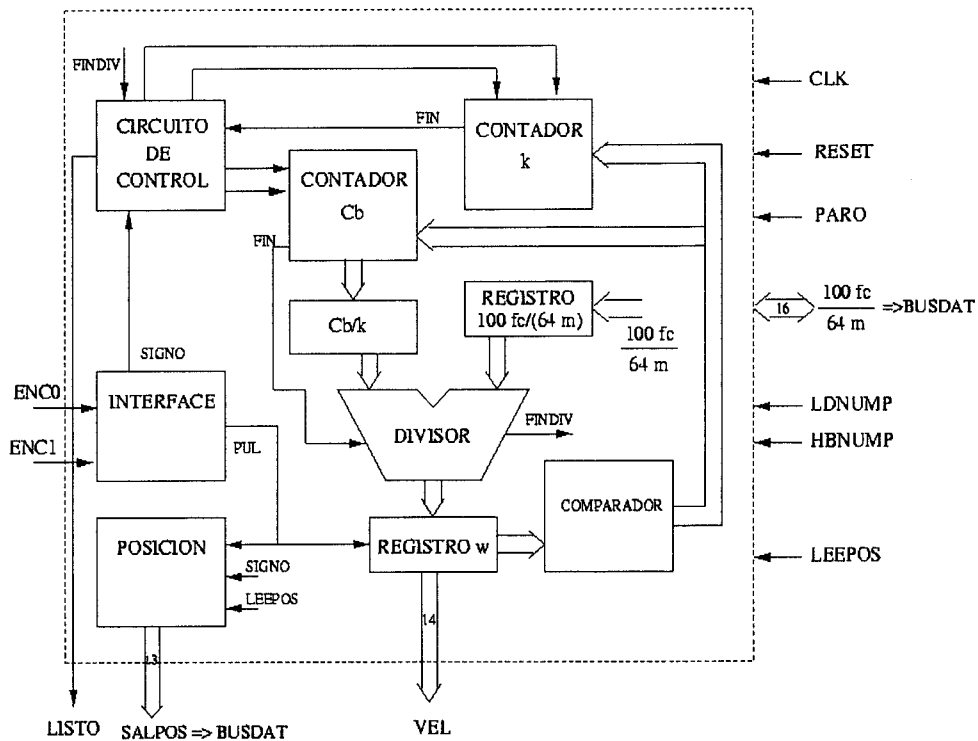 FINDIV
CIRCUITO
DE
CONTROL
FIN
CONTADOR
k
CONTADOR
Cb
FIN
Cb/k
REGISTRO
100 fc/(64 m)
100 fc
64 m
SIGNO
ENC0
ENC1
INTERFACE
PUL
DIVISOR
FINDIV
COMPARADOR
POSICION
SIGNO
LEEPOS
REGISTRO w
13
14
LISTO
SALPOS => BUSDAT
VEL
CLK
RESET
PARO
16
100 fc
64 m
=>BUSDAT
LDNUMP
HBNUMP
LEEPOS